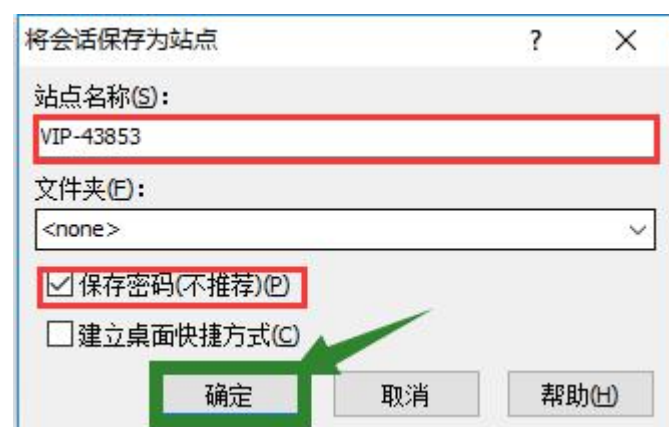 将会话保存为站点 ?
站点名称(S):
VIP-43853
文件夹(F):
<none>
保存密码(不推荐)(P)
建立桌面快捷方式(C)
确定 取消 帮助(H)